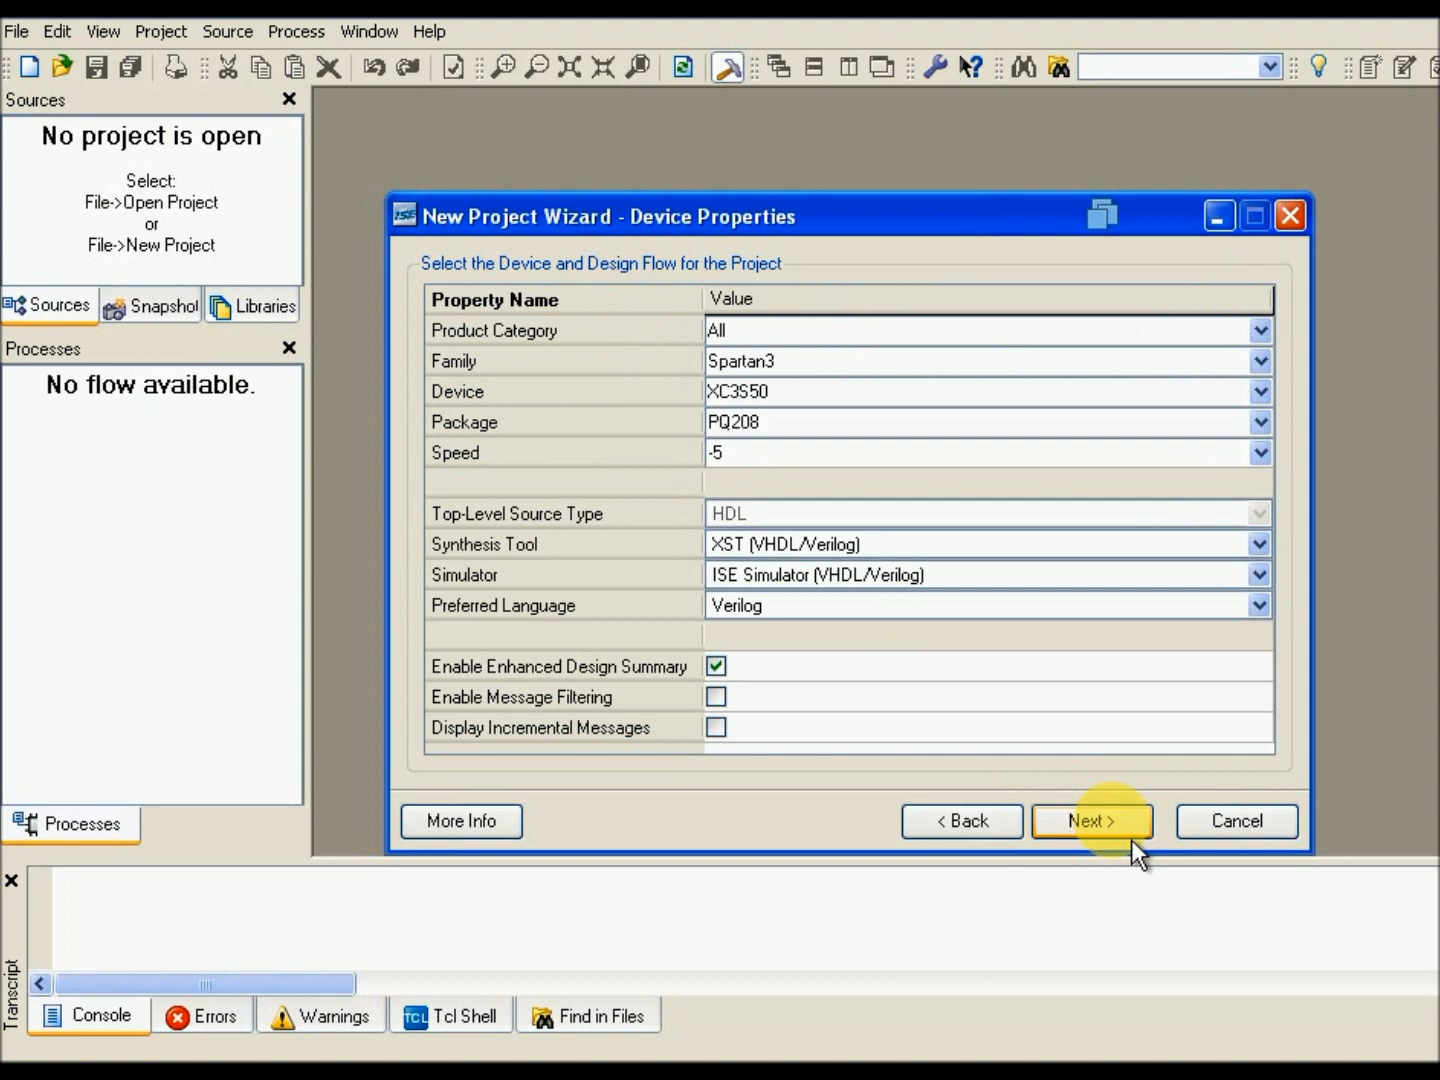 File Edit View Project Source Process Window Help
Sources
No project is open
Select:
File->Open Project
or
File->New Project
Sources Snapshol Libraries
Processes
No flow available.
Processes
ISE New Project Wizard - Device Properties
Select the Device and Design Flow for the Project
Property Name Value
Product Category All
Family Spartan3
Device XC3S50
Package PQ208
Speed -5
Top-Level Source Type HDL
Synthesis Tool XST (VHDL/Verilog)
Simulator ISE Simulator (VHDL/Verilog)
Preferred Language Verilog
Enable Enhanced Design Summary
Enable Message Filtering
Display Incremental Messages
More Info < Back Next > Cancel
Transcript
Console Errors Warnings TCL Tcl Shell Find in Files